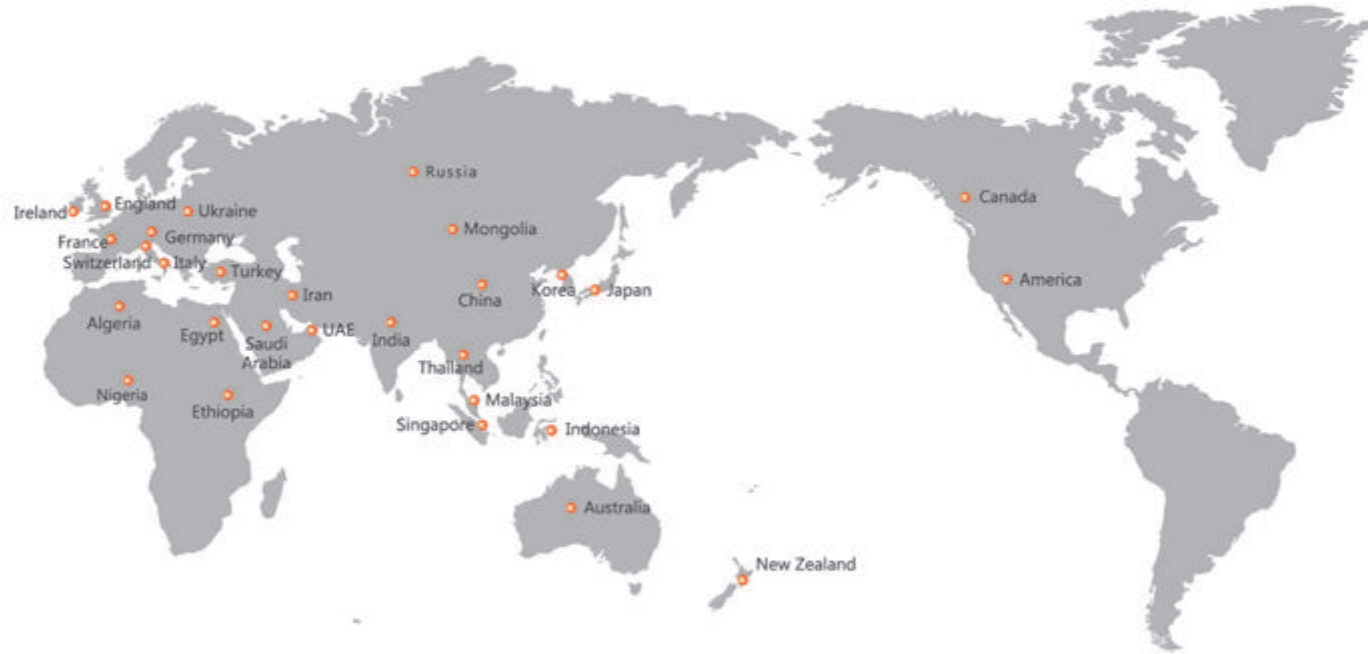 Russia
Canada
England
Ireland
Ukraine
Mongolia
Germany
France
Switzerland
Italy
Turkey
America
Korea
Japan
Iran
China
Algeria
Egypt
UAE
India
Saudi
Arabia
Thailand
Nigeria
Malaysia
Ethiopia
Singapore
Indonesia
Australia
New Zealand